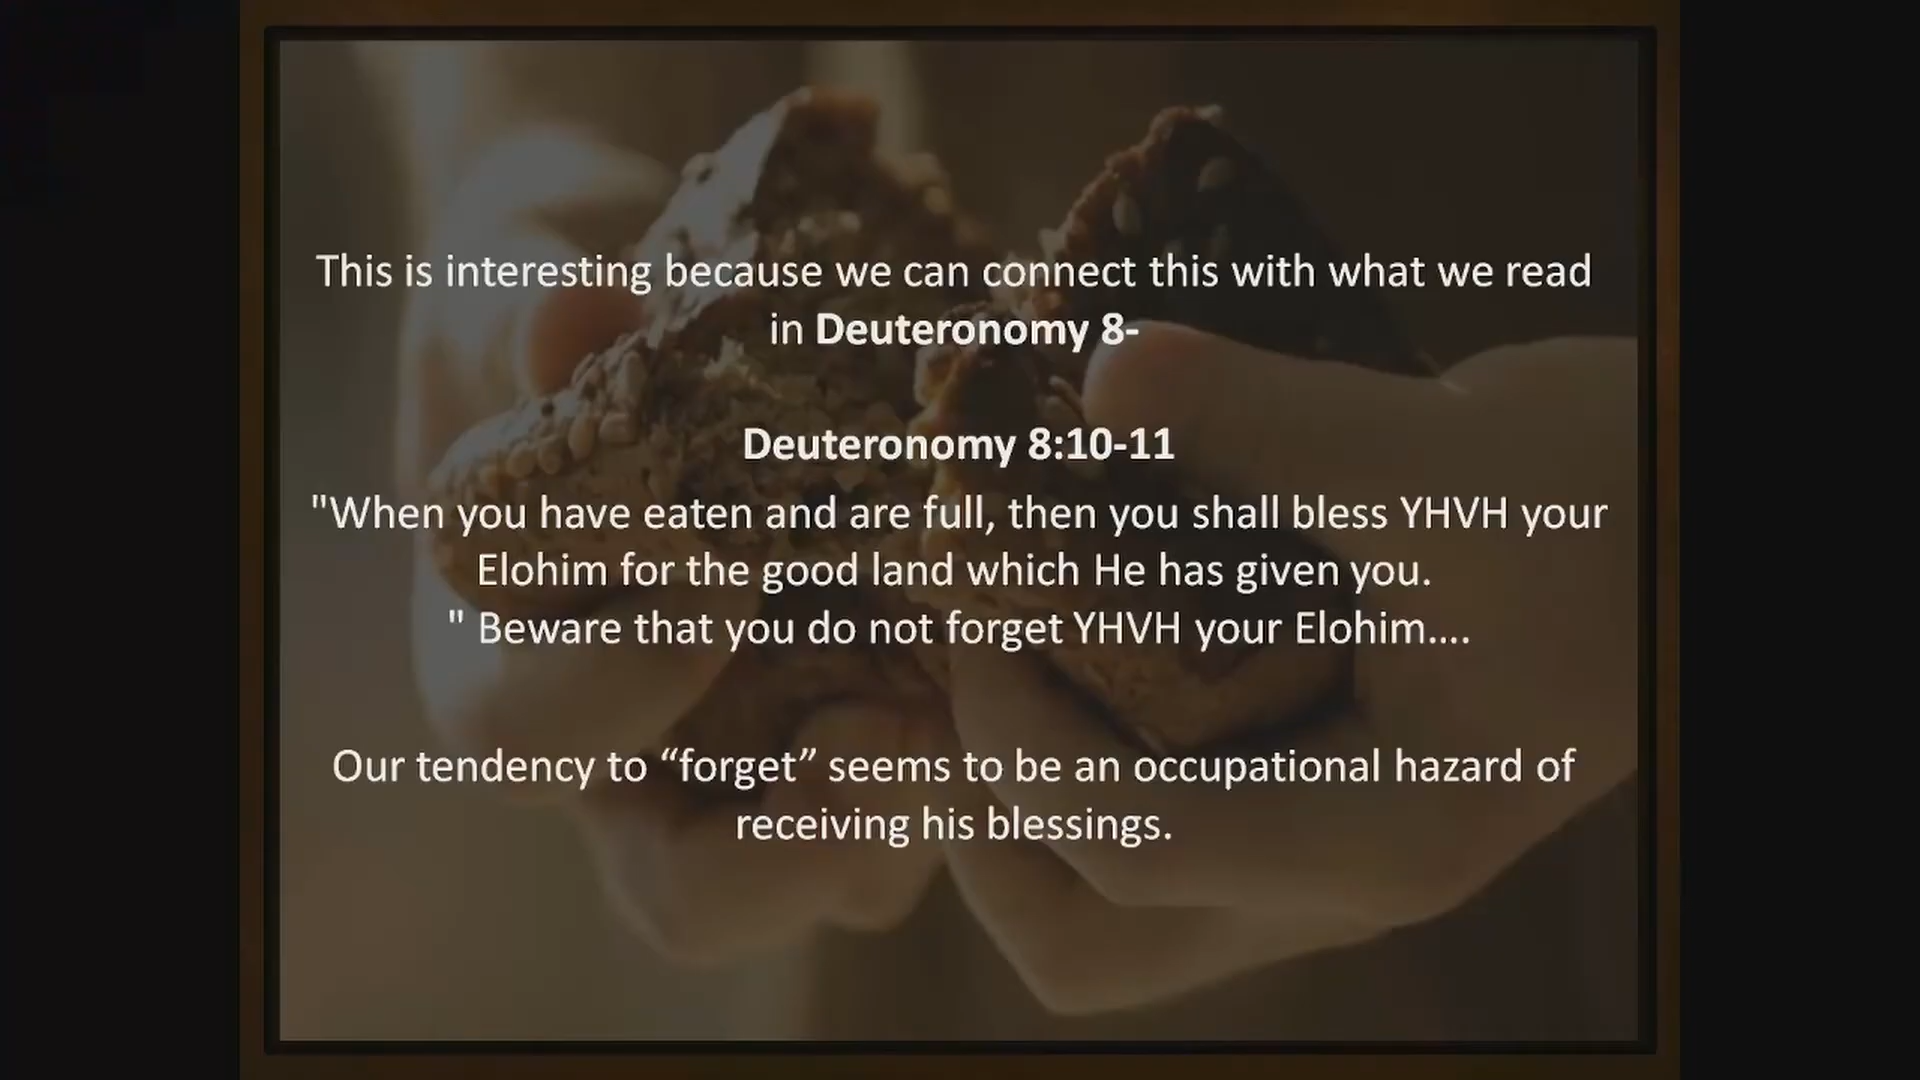 This is interesting because we can connect this with what we read
in Deuteronomy 8-
Deuteronomy 8:10-11
"When you have eaten and are full, then you shall bless YHVH your
Elohim for the good land which He has given you.
" Beware that you do not forget YHVH your Elohim....
Our tendency to “forget” seems to be an occupational hazard of
receiving his blessings.